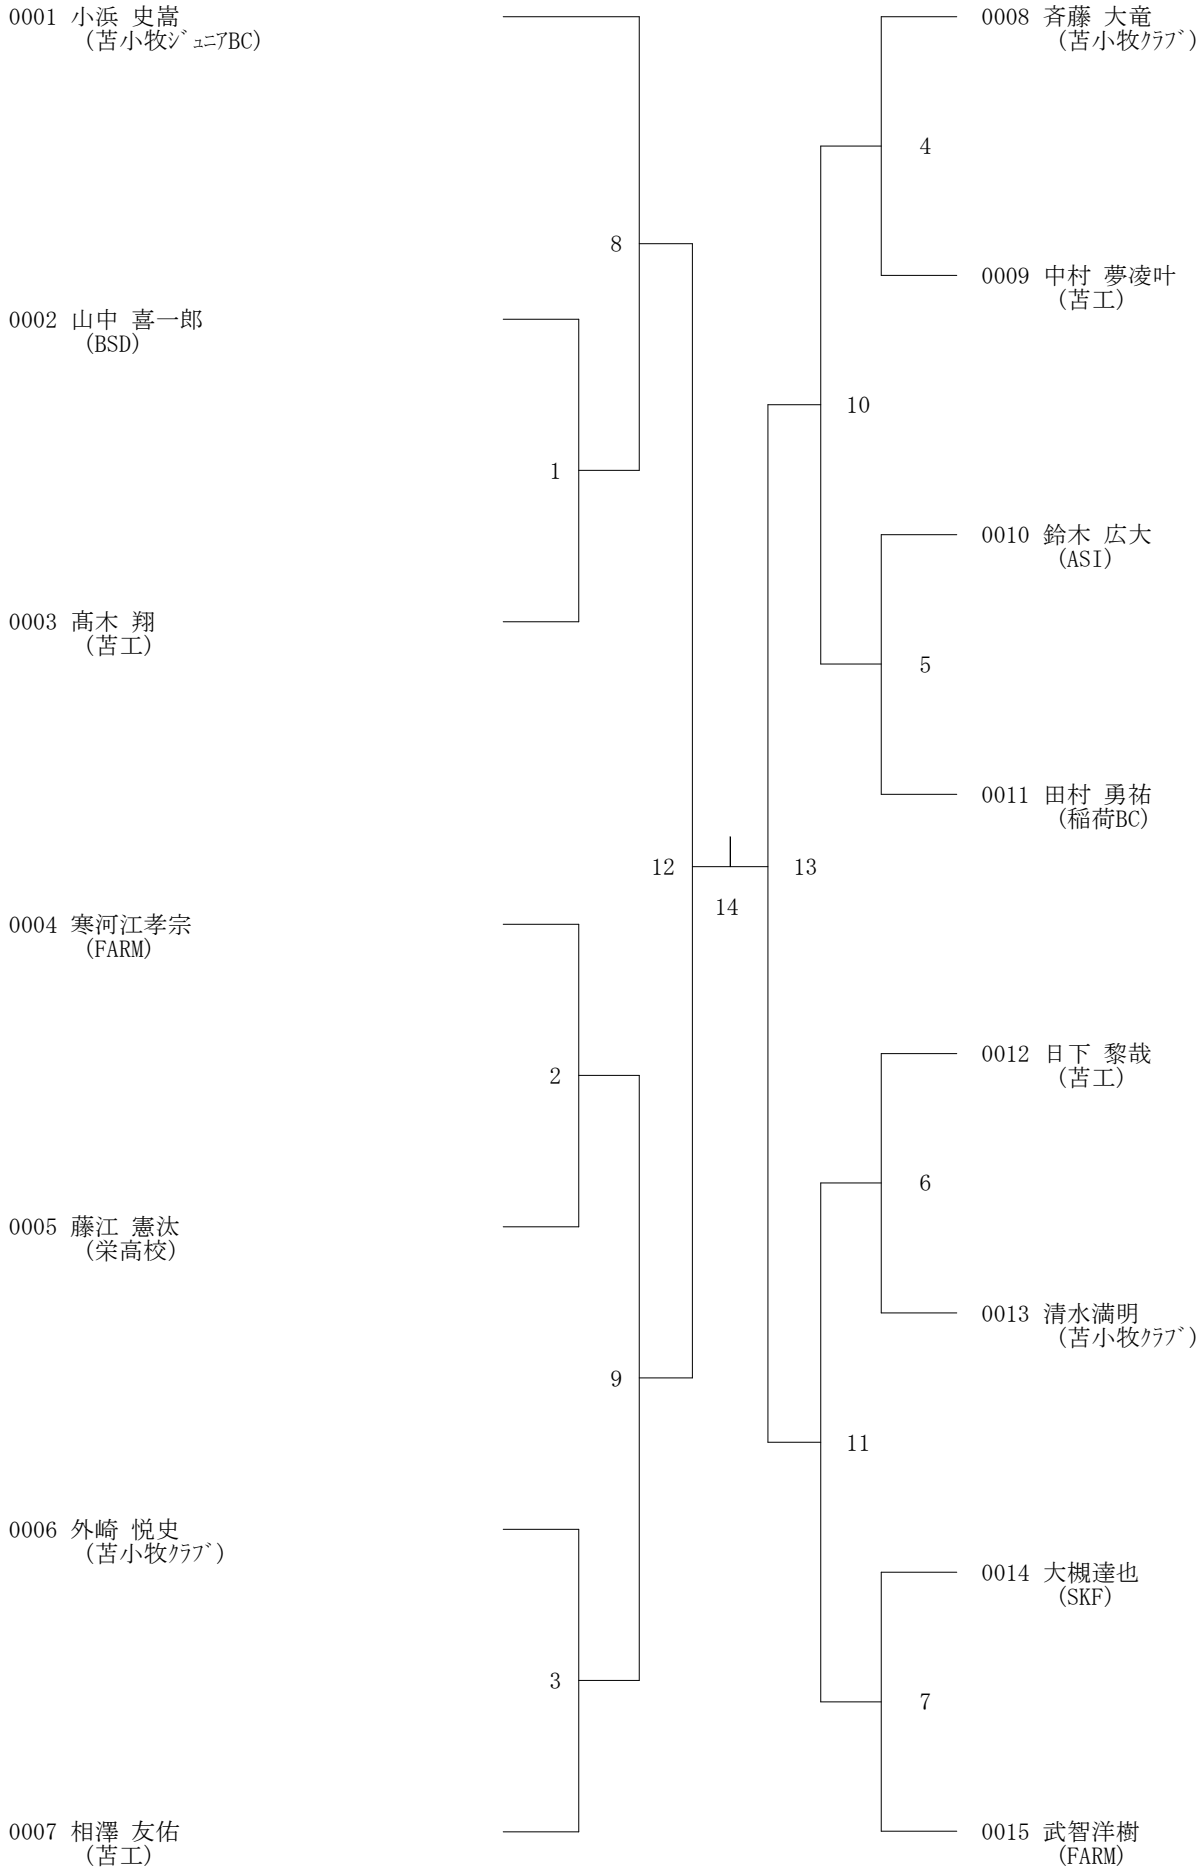 0001 小浜 史嵩
(苫小牧ｼﾞｭﾆｱBC)
8
0002 山中 喜一郎
(BSD)
1
0003 髙木 翔
(苫工)
12
0004 寒河江孝宗
(FARM)
2
0005 藤江 憲汰
(栄高校)
9
0006 外崎 悦史
(苫小牧ｸﾗﾌﾞ)
3
0007 相澤 友佑
(苫工)
14
0008 斉藤 大竜
(苫小牧ｸﾗﾌﾞ)
4
0009 中村 夢凌叶
(苫工)
10
0010 鈴木 広大
(ASI)
5
0011 田村 勇祐
(稲荷BC)
13
0012 日下 黎哉
(苫工)
6
0013 清水満明
(苫小牧ｸﾗﾌﾞ)
11
0014 大槻達也
(SKF)
7
0015 武智洋樹
(FARM)